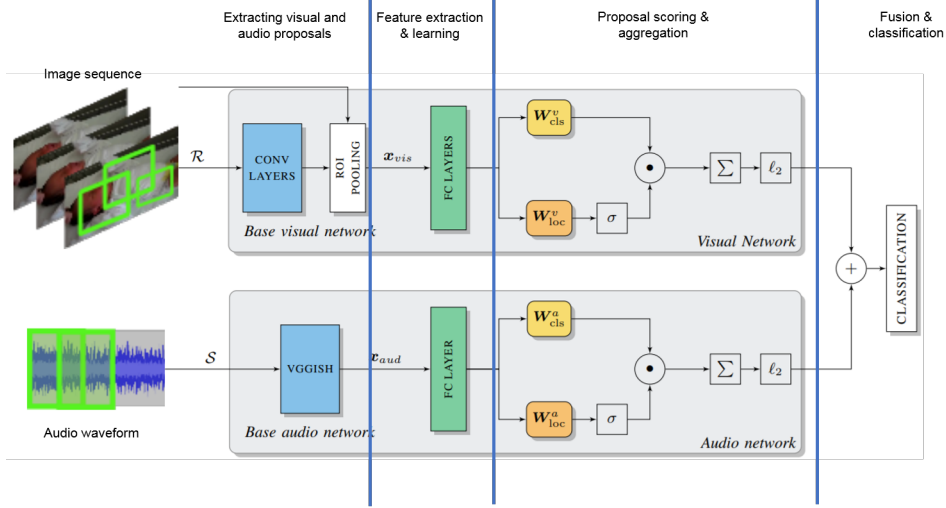 Extracting visual and
audio proposals
Feature extraction
& learning
Proposal scoring &
aggregation
Fusion &
classification
Image sequence
R
CONV
LAYERS
ROI
POOLING
x_vis
FC LAYERS
W^v_cls
W^v_loc
σ
•
∑
ℓ2
Base visual network
Visual Network
+
CLASSIFICATION
S
VGGISH
x_aud
FC LAYER
W^a_cls
W^a_loc
σ
•
∑
ℓ2
Base audio network
Audio network
Audio waveform